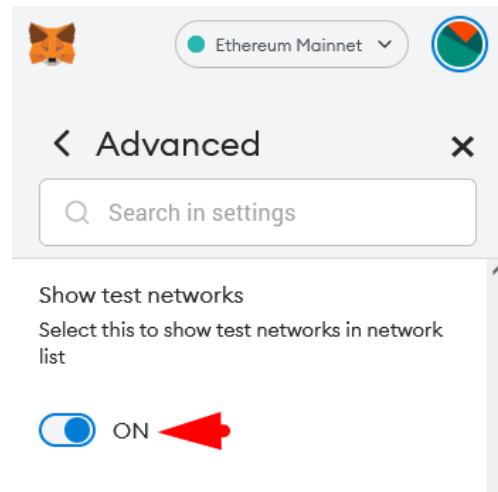 Ethereum Mainnet
Advanced
Search in settings
Show test networks
Select this to show test networks in network
list
ON